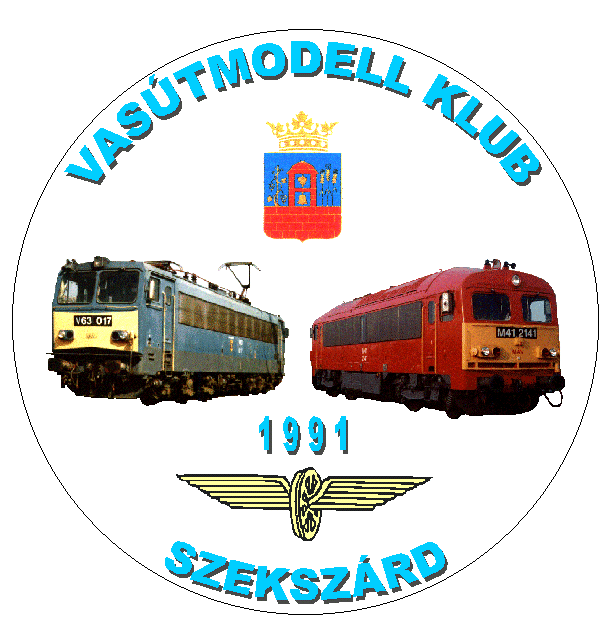 VASÚTMODELL KLUB
V63 017
M41 2141
1991
SZEKSZÁRD